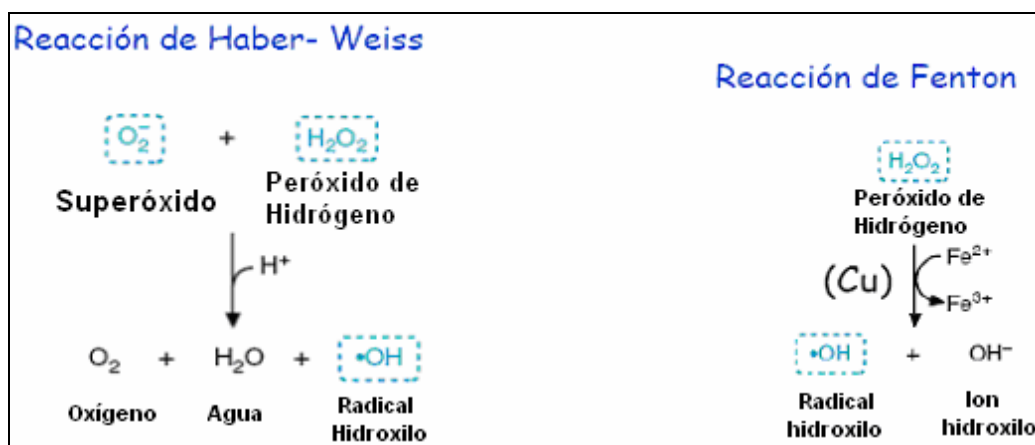 Reacción de Haber- Weiss
O₂⁻ + H₂O₂
Superóxido
Peróxido de
Hidrógeno
H⁺
O₂ + H₂O + •OH
Oxígeno Agua Radical
Hidroxilo
Reacción de Fenton
H₂O₂
Peróxido de
Hidrógeno
(Cu)
Fe²⁺
Fe³⁺
•OH + OH⁻
Radical
hidroxilo
Ion
hidroxilo